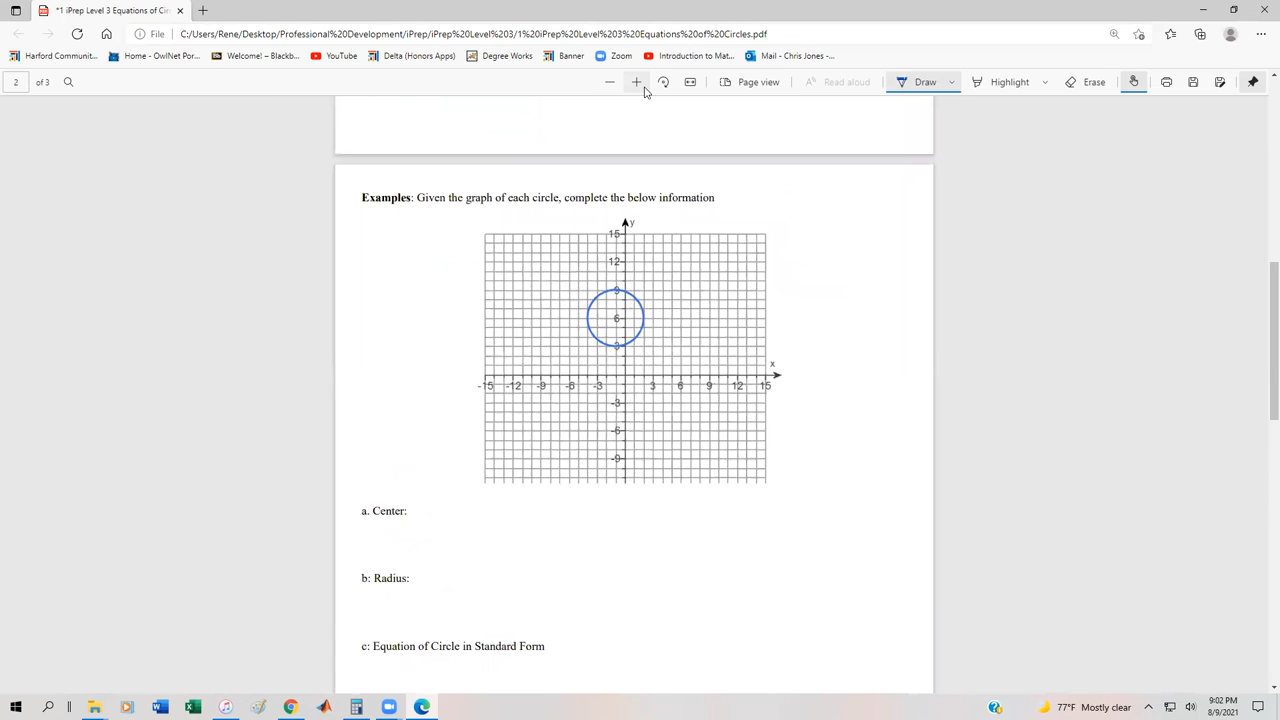 *1 iPrep Level 3 Equations of Cir
File
C:/Users/Rene/Desktop/Professional%20Development/iPrep/iPrep%20Level%203/1%20iPrep%20Level%203%20Equations%20of%20Circles.pdf
Harford Communit... Home - OwlNet Por... Welcome! – Blackb... YouTube Delta (Honors Apps) Degree Works Banner Zoom Introduction to Mat... Mail - Chris Jones -...
2 of 3 Page view Read aloud Draw Highlight Erase
Examples: Given the graph of each circle, complete the below information
y
15
12
9
6
3
x
-15 -12 -9 -6 -3 3 6 9 12 15
-3
-6
-9
a. Center:
b: Radius:
c: Equation of Circle in Standard Form
77°F Mostly clear
9:02 PM
8/9/2021